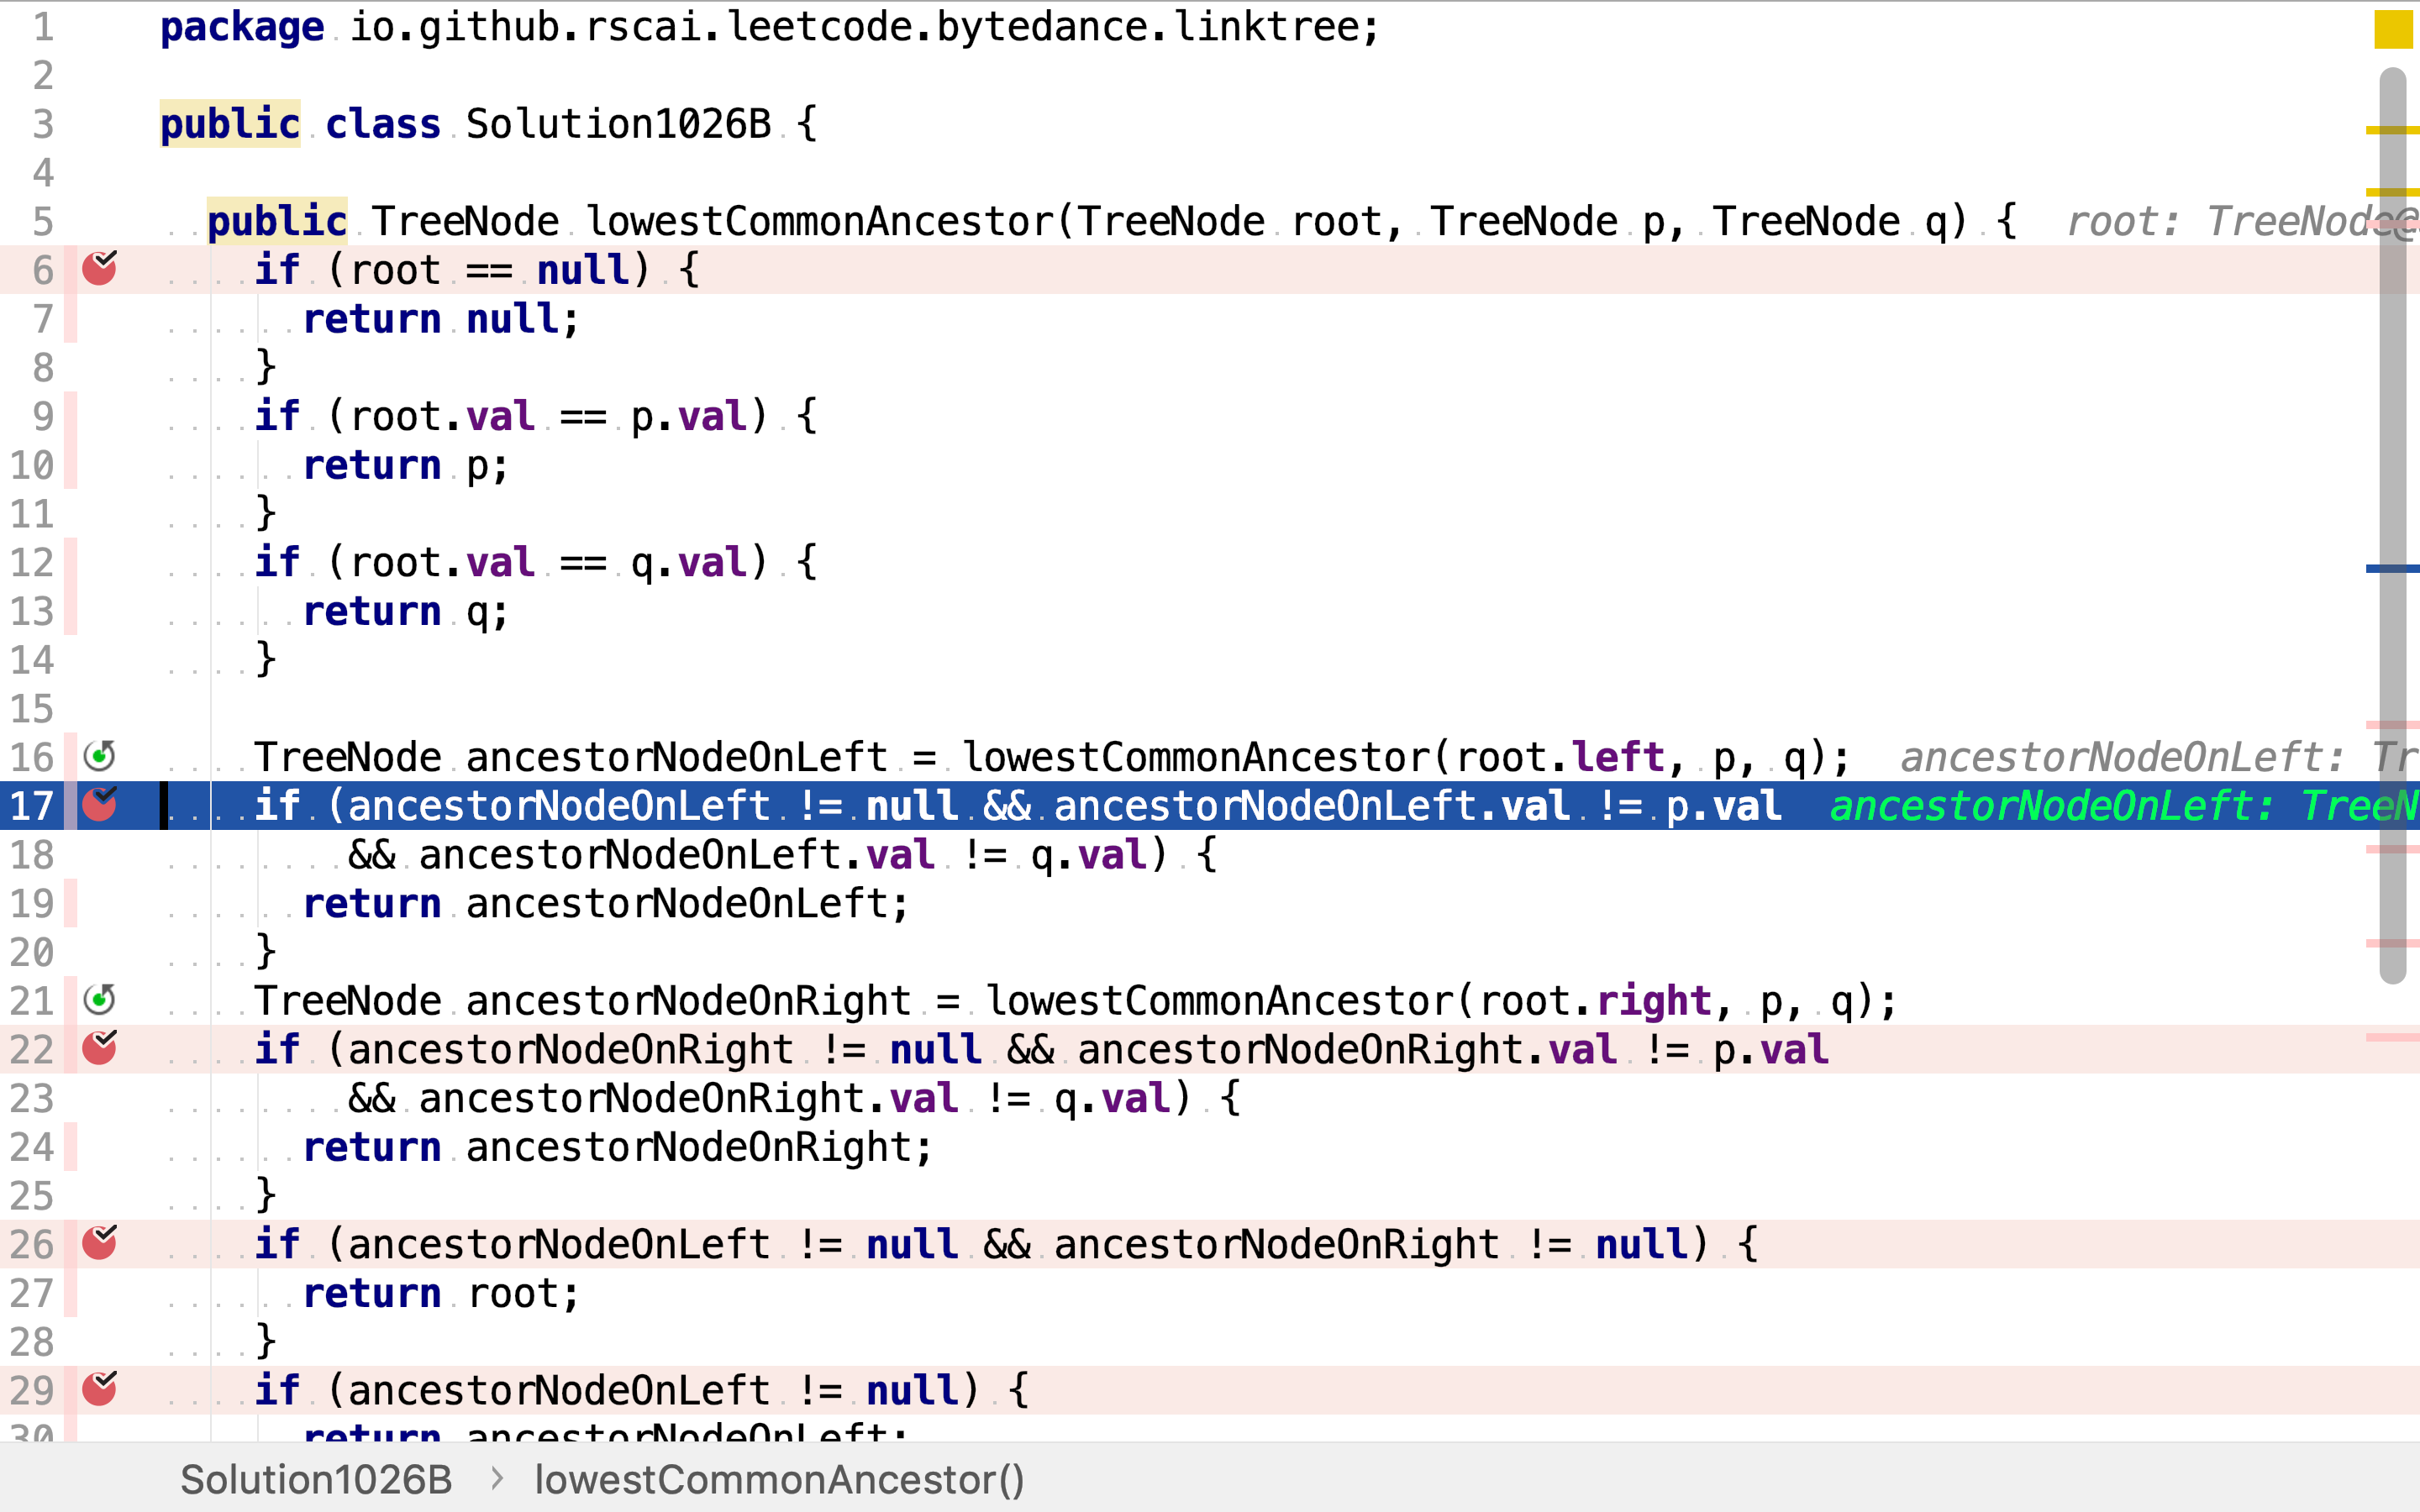 1 package io.github.rscai.leetcode.bytedance.linktree;
2
3 public class Solution1026B {
4
5 public TreeNode lowestCommonAncestor(TreeNode root, TreeNode p, TreeNode q) { root: TreeNode@
6 if (root == null) {
7 return null;
8 }
9 if (root.val == p.val) {
10 return p;
11 }
12 if (root.val == q.val) {
13 return q;
14 }
15
16 TreeNode ancestorNodeOnLeft = lowestCommonAncestor(root.left, p, q); ancestorNodeOnLeft: Tr
17 if (ancestorNodeOnLeft != null && ancestorNodeOnLeft.val != p.val ancestorNodeOnLeft: TreeN
18 && ancestorNodeOnLeft.val != q.val) {
19 return ancestorNodeOnLeft;
20 }
21 TreeNode ancestorNodeOnRight = lowestCommonAncestor(root.right, p, q);
22 if (ancestorNodeOnRight != null && ancestorNodeOnRight.val != p.val
23 && ancestorNodeOnRight.val != q.val) {
24 return ancestorNodeOnRight;
25 }
26 if (ancestorNodeOnLeft != null && ancestorNodeOnRight != null) {
27 return root;
28 }
29 if (ancestorNodeOnLeft != null) {
30 return ancestorNodeOnLeft;
Solution1026B > lowestCommonAncestor()